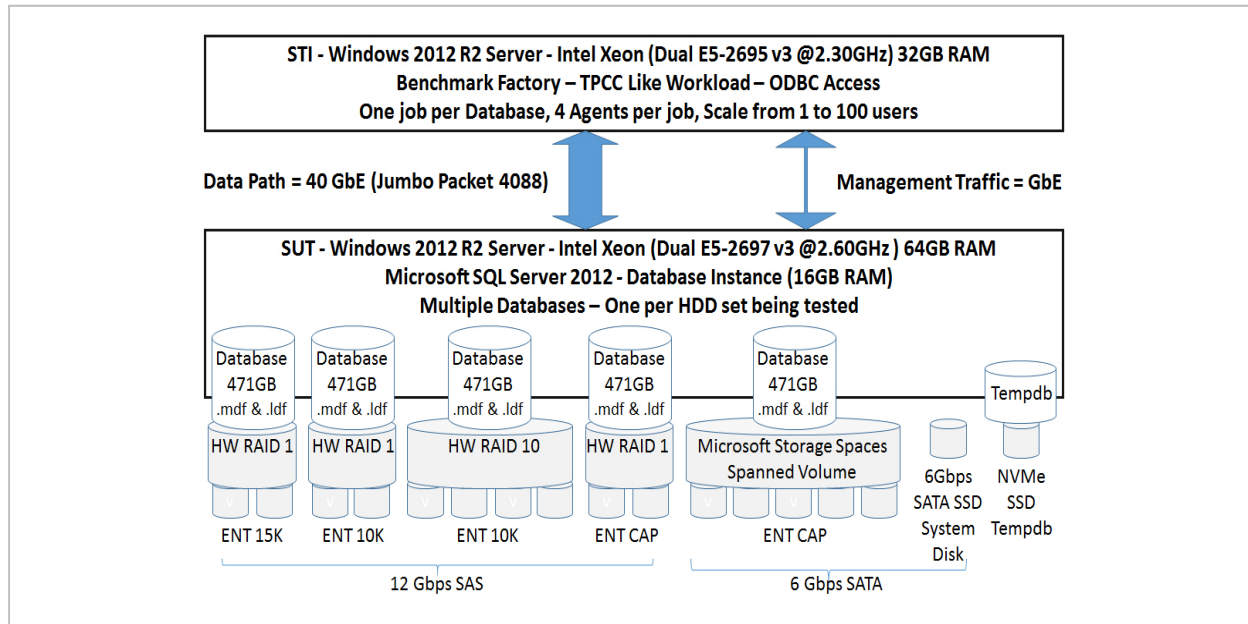 STI - Windows 2012 R2 Server - Intel Xeon (Dual E5-2695 v3 @2.30GHz) 32GB RAM
Benchmark Factory – TPCC Like Workload – ODBC Access
One job per Database, 4 Agents per job, Scale from 1 to 100 users
Data Path = 40 GbE (Jumbo Packet 4088)
Management Traffic = GbE
SUT - Windows 2012 R2 Server - Intel Xeon (Dual E5-2697 v3 @2.60GHz ) 64GB RAM
Microsoft SQL Server 2012 - Database Instance (16GB RAM)
Multiple Databases – One per HDD set being tested
Database
471GB
.mdf & .ldf
HW RAID 1
ENT 15K
Database
471GB
.mdf & .ldf
HW RAID 1
ENT 10K
Database
471GB
.mdf & .ldf
HW RAID 10
ENT 10K
Database
471GB
.mdf & .ldf
HW RAID 1
ENT CAP
12 Gbps SAS
Database
471GB
.mdf & .ldf
Microsoft Storage Spaces
Spanned Volume
ENT CAP
6Gbps
SATA SSD
System
Disk
6 Gbps SATA
Tempdb
NVMe
SSD
Tempdb